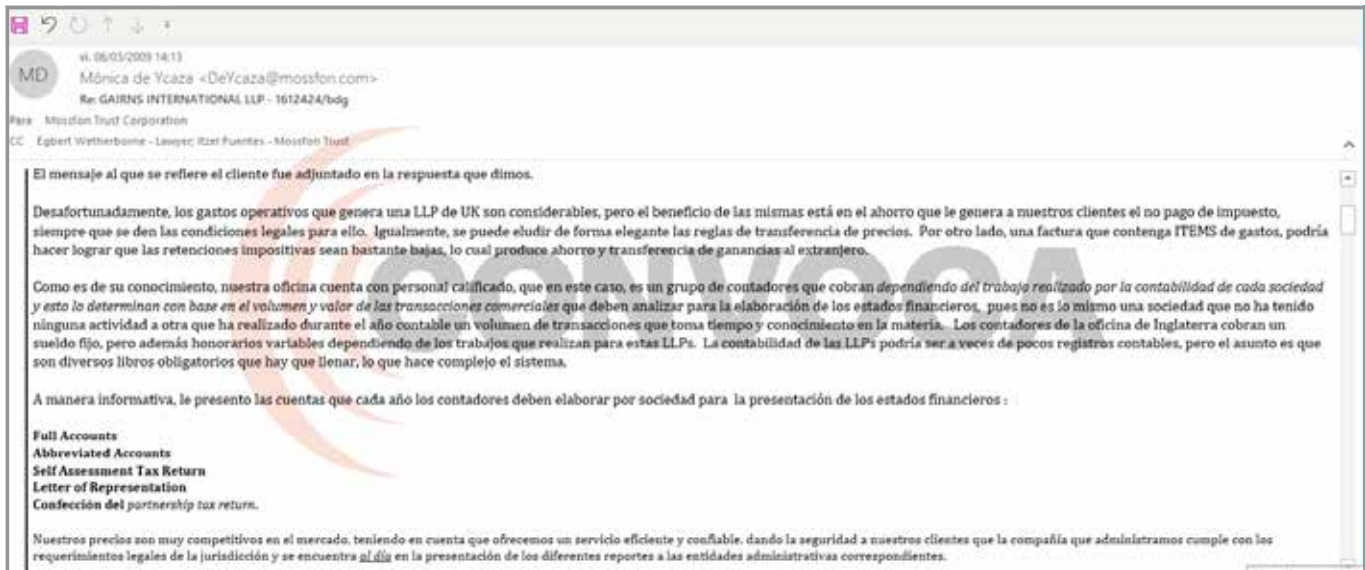 MD
vi. 06/03/2009 14:13
Mónica de Ycaza <DeYcaza@mossfon.com>
Re: GAIRNS INTERNATIONAL LLP - 1612424/bdg
Para Mossfon Trust Corporation
CC Egbert Wetherborne - Lawyer; Itzel Fuentes - Mossfon Trust
El mensaje al que se refiere el cliente fue adjuntado en la respuesta que dimos.
Desafortunadamente, los gastos operativos que genera una LLP de UK son considerables, pero el beneficio de las mismas está en el ahorro que le genera a nuestros clientes el no pago de impuesto,
siempre que se den las condiciones legales para ello. Igualmente, se puede eludir de forma elegante las reglas de transferencia de precios. Por otro lado, una factura que contenga ITEMS de gastos, podría
hacer lograr que las retenciones impositivas sean bastante bajas, lo cual produce ahorro y transferencia de ganancias al extranjero.
CONVOCA
Como es de su conocimiento, nuestra oficina cuenta con personal calificado, que en este caso, es un grupo de contadores que cobran dependiendo del trabajo realizado por la contabilidad de cada sociedad
y esto lo determinan con base en el volumen y valor de las transacciones comerciales que deben analizar para la elaboración de los estados financieros, pues no es lo mismo una sociedad que no ha tenido
ninguna actividad a otra que ha realizado durante el año contable un volumen de transacciones que toma tiempo y conocimiento en la materia. Los contadores de la oficina de Inglaterra cobran un
sueldo fijo, pero además honorarios variables dependiendo de los trabajos que realizan para estas LLPs. La contabilidad de las LLPs podría ser a veces de pocos registros contables, pero el asunto es que
son diversos libros obligatorios que hay que llenar, lo que hace complejo el sistema.
A manera informativa, le presento las cuentas que cada año los contadores deben elaborar por sociedad para la presentación de los estados financieros :
Full Accounts
Abbreviated Accounts
Self Assessment Tax Return
Letter of Representation
Confección del partnership tax return.
Nuestros precios son muy competitivos en el mercado, teniendo en cuenta que ofrecemos un servicio eficiente y confiable, dando la seguridad a nuestros clientes que la compañía que administramos cumple con los
requerimientos legales de la jurisdicción y se encuentra al día en la presentación de los diferentes reportes a las entidades administrativas correspondientes.